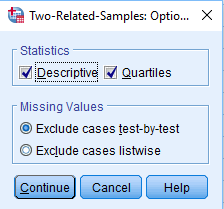 Two-Related-Samples: Optio...
Statistics
Descriptive Quartiles
Missing Values
Exclude cases test-by-test
Exclude cases listwise
Continue Cancel Help